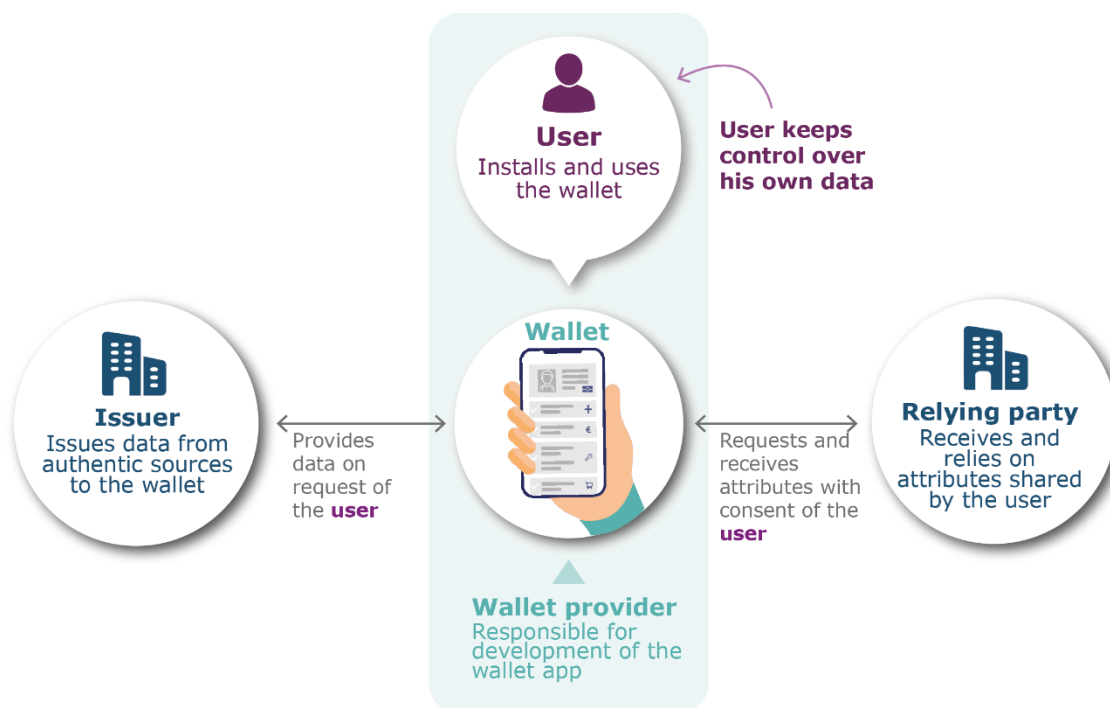 User
Installs and uses
the wallet
User keeps
control over
his own data
Wallet
Issuer
Issues data from
authentic sources
to the wallet
Provides
data on
request of
the user
Requests and
receives
attributes with
consent of the
user
Relying party
Receives and
relies on
attributes shared
by the user
Wallet provider
Responsible for
development of the
wallet app